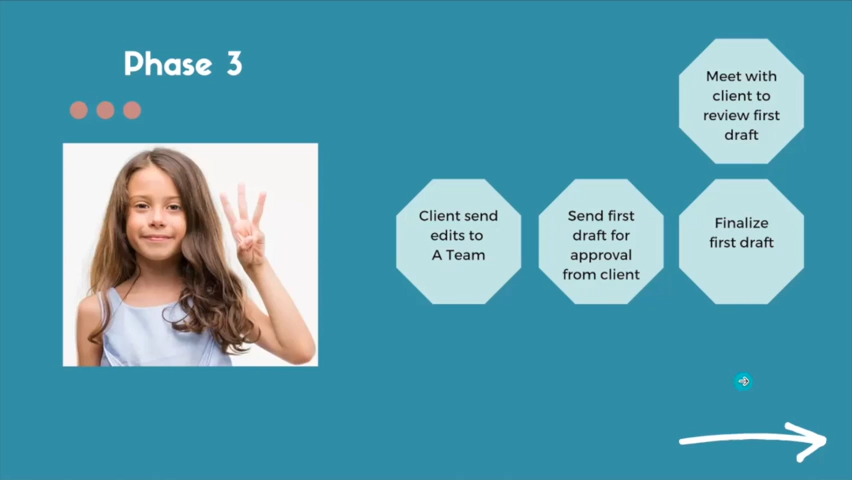 Phase 3
Meet with
client to
review first
draft
Client send
edits to
A Team
Send first
draft for
approval
from client
Finalize
first draft